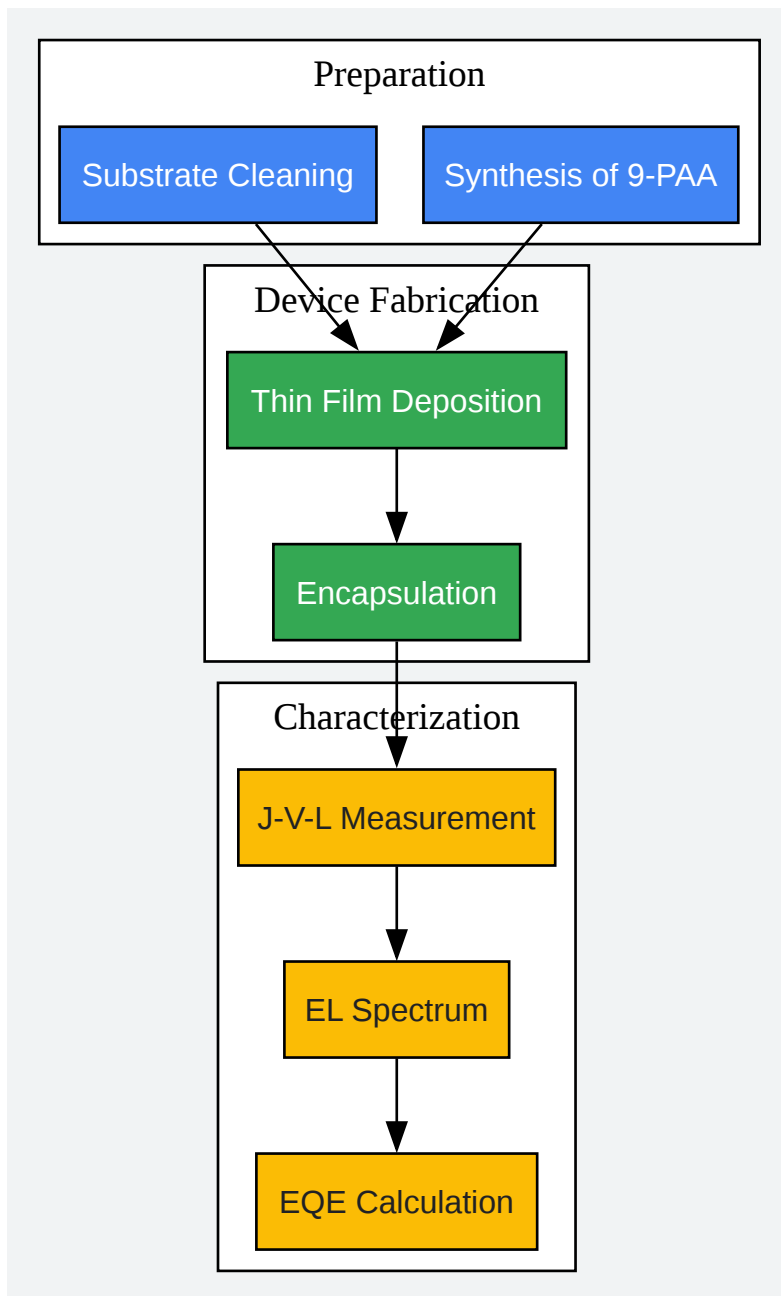 Preparation
Substrate Cleaning
Synthesis of 9-PAA
Device Fabrication
Thin Film Deposition
Encapsulation
Characterization
J-V-L Measurement
EL Spectrum
EQE Calculation